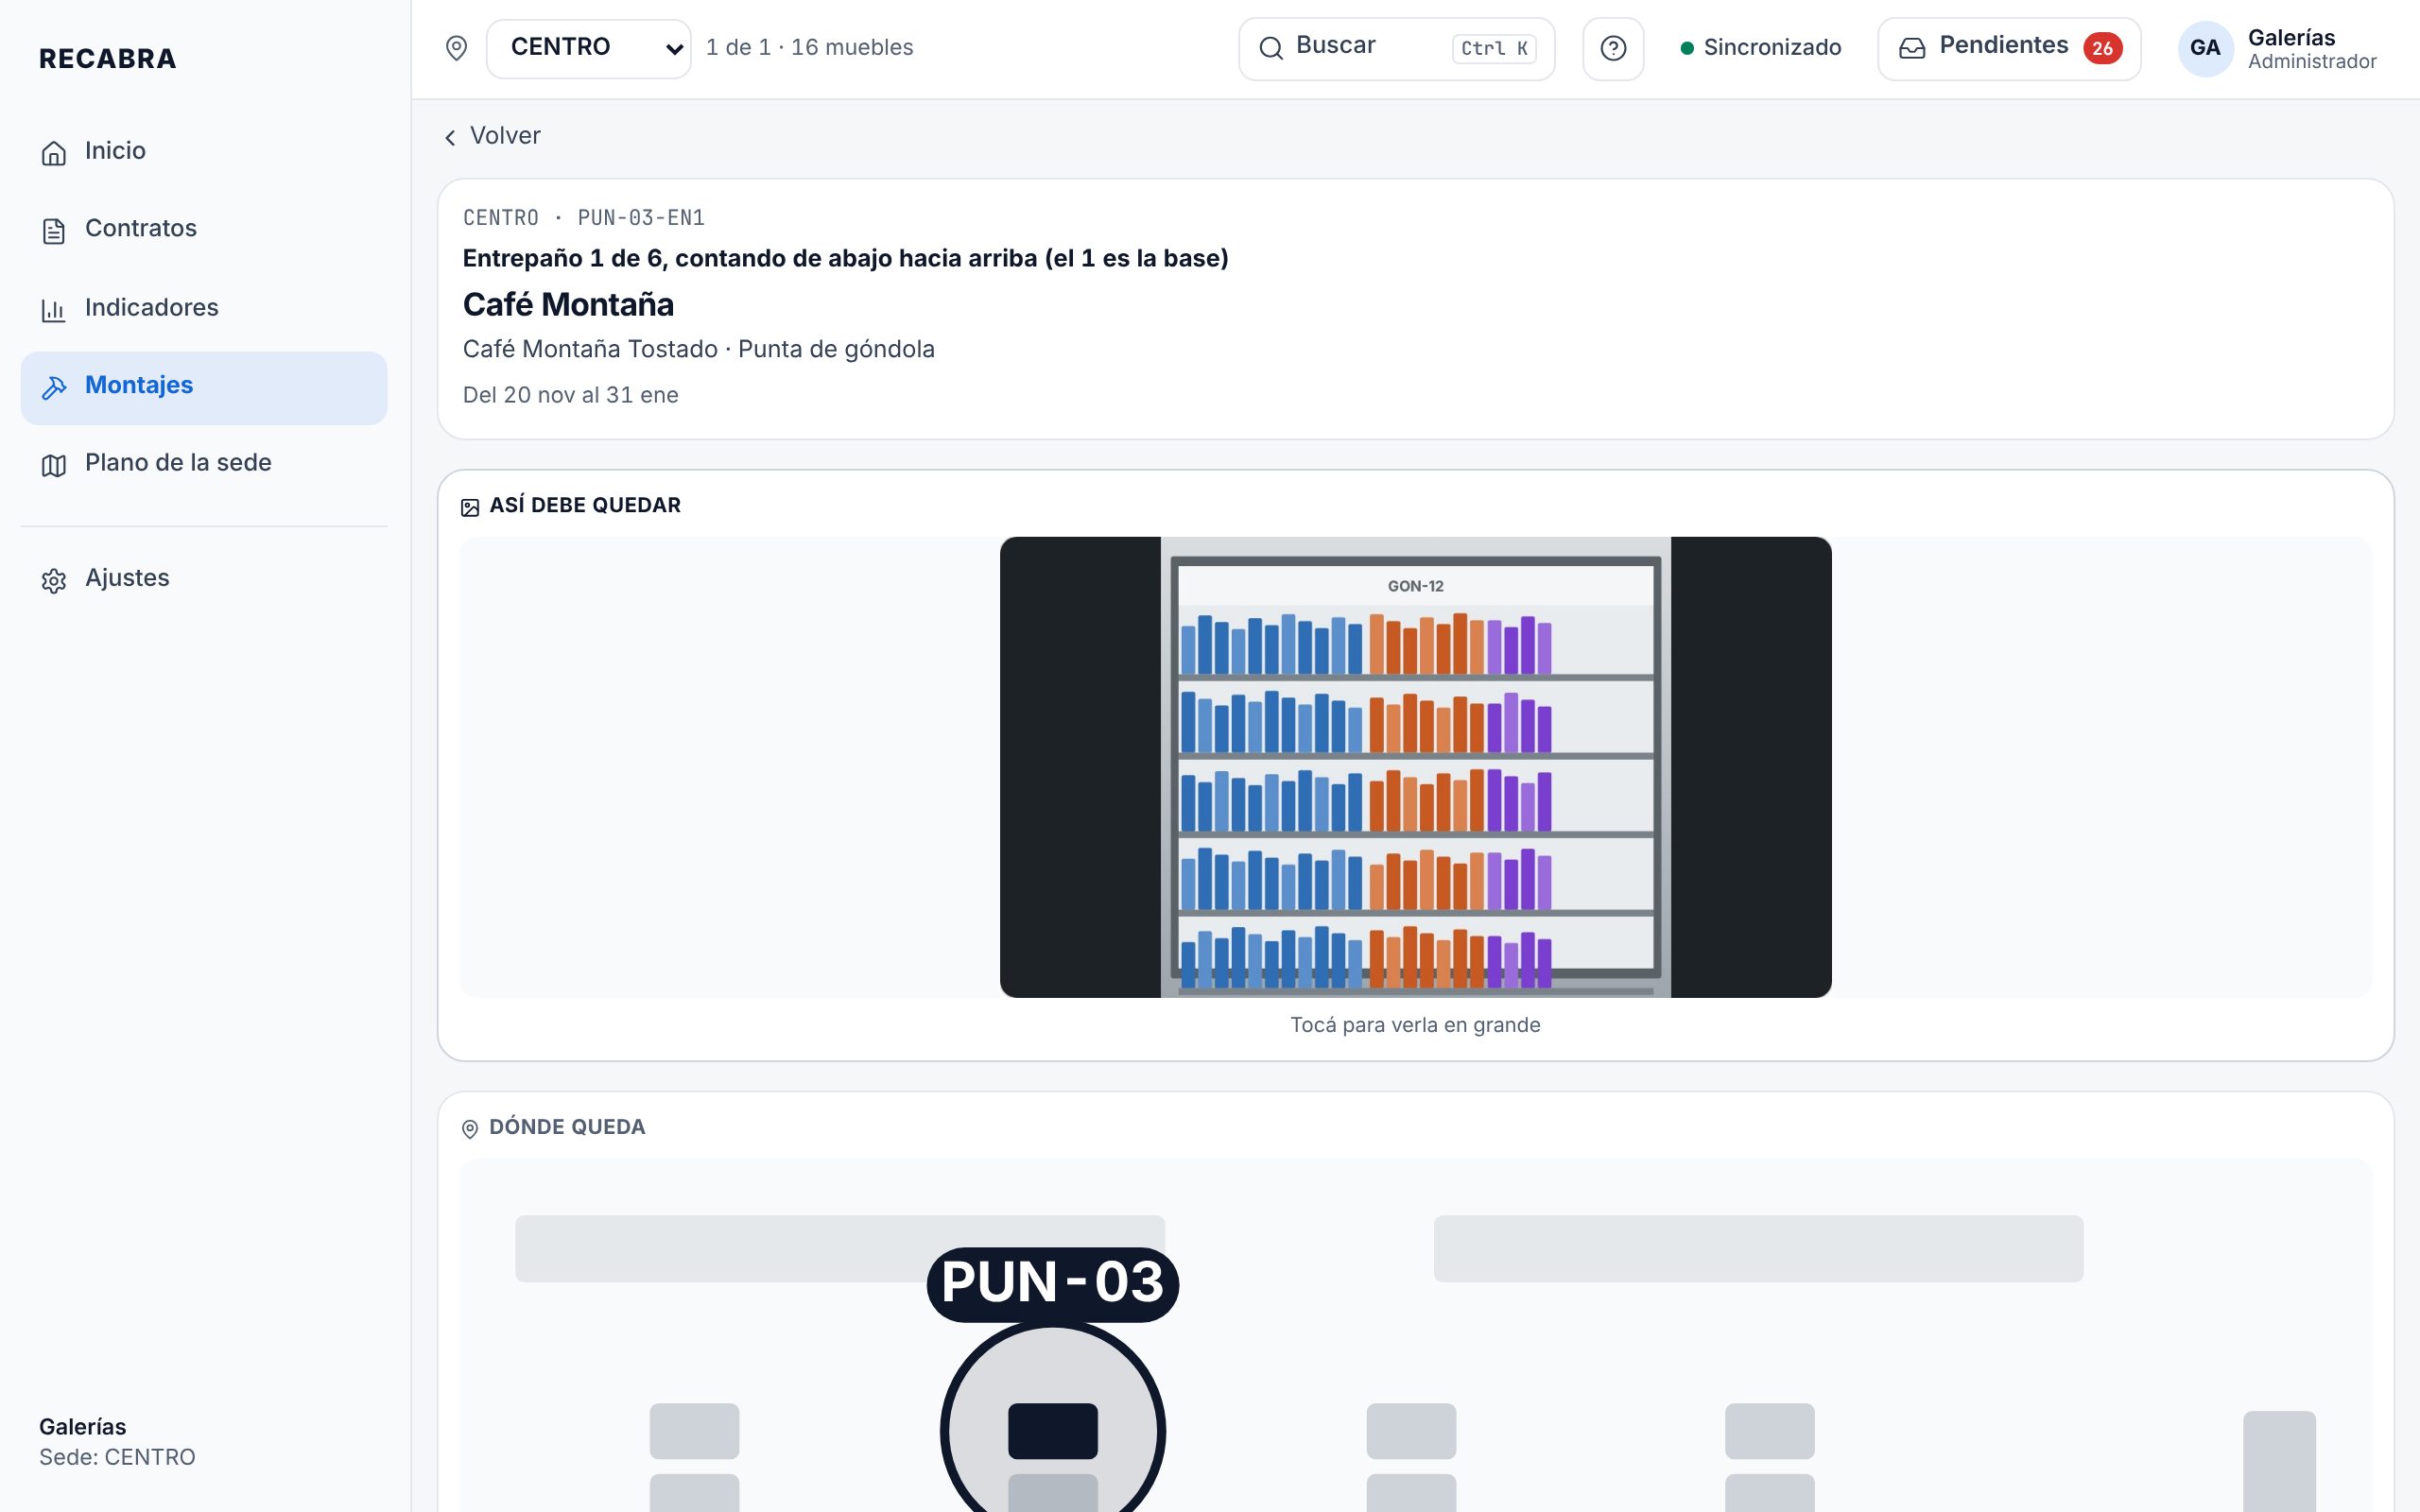 RECABRA
Inicio
Contratos
Indicadores
Montajes
Plano de la sede
Ajustes
Galerías
Sede: CENTRO
CENTRO
1 de 1 · 16 muebles
Buscar
Ctrl K
Sincronizado
Pendientes
26
GA
Galerías
Administrador
Volver
CENTRO · PUN-03-EN1
Entrepaño 1 de 6, contando de abajo hacia arriba (el 1 es la base)
Café Montaña
Café Montaña Tostado · Punta de góndola
Del 20 nov al 31 ene
ASÍ DEBE QUEDAR
GON-12
Tocá para verla en grande
DÓNDE QUEDA
PUN-03